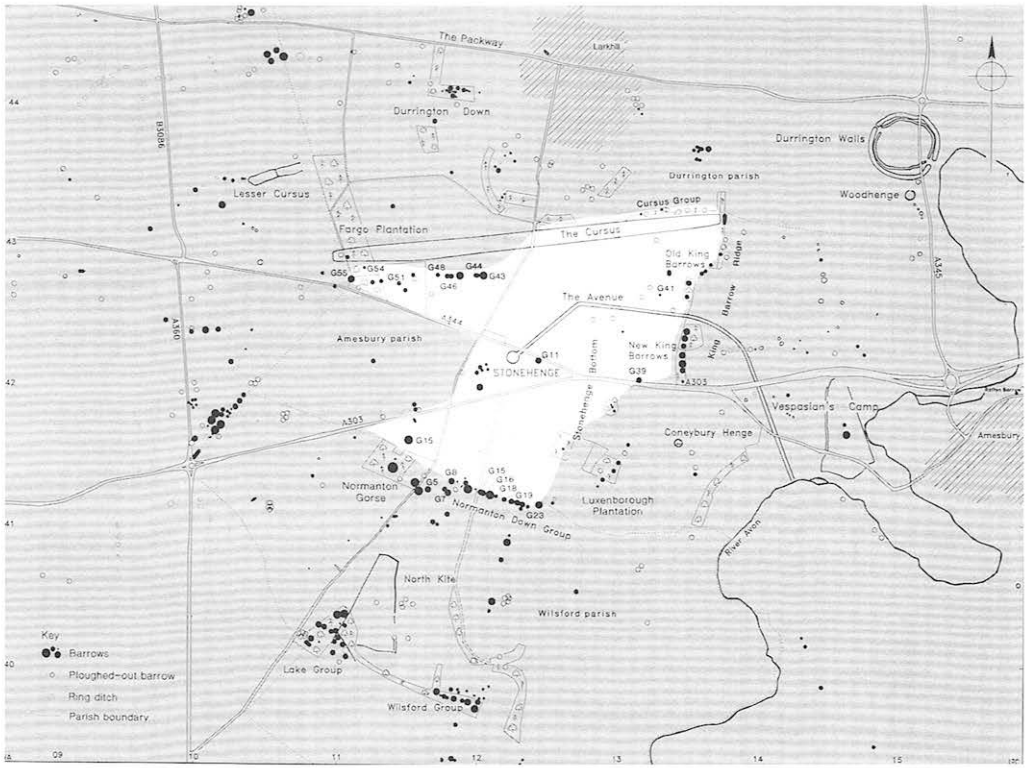 The Packway
Larkhill
44
Durrington Down
B3086
Durrington Walls
Durrington parish
Lesser Cursus
Woodhenge
Cursus Group
Fargo Plantation
The Cursus
43
Old King
Barrows
Ridge
G55
G54
G51
G48
G44
G46
G43
A345
G41
Barrow
The Avenue
A344
A360
Amesbury parish
New King
Barrows
King
G11
STONEHENGE
Stonehenge Bottom
G39
42
A303
Ratfyn Barrow
Vespasian's Camp
A303
Amesbury
G15
Coneybury Henge
Normanton
Gorse
G5
G8
G7
G15
G16
G18
G19
G23
Luxenborough
Plantation
41
Normanton Down Group
River Avon
North Kite
Wilsford parish
Key
Barrows
Ploughed-out barrow
Ring ditch
Parish boundary
Lake Group
40
Wilsford Group
09
10
11
12
13
14
15